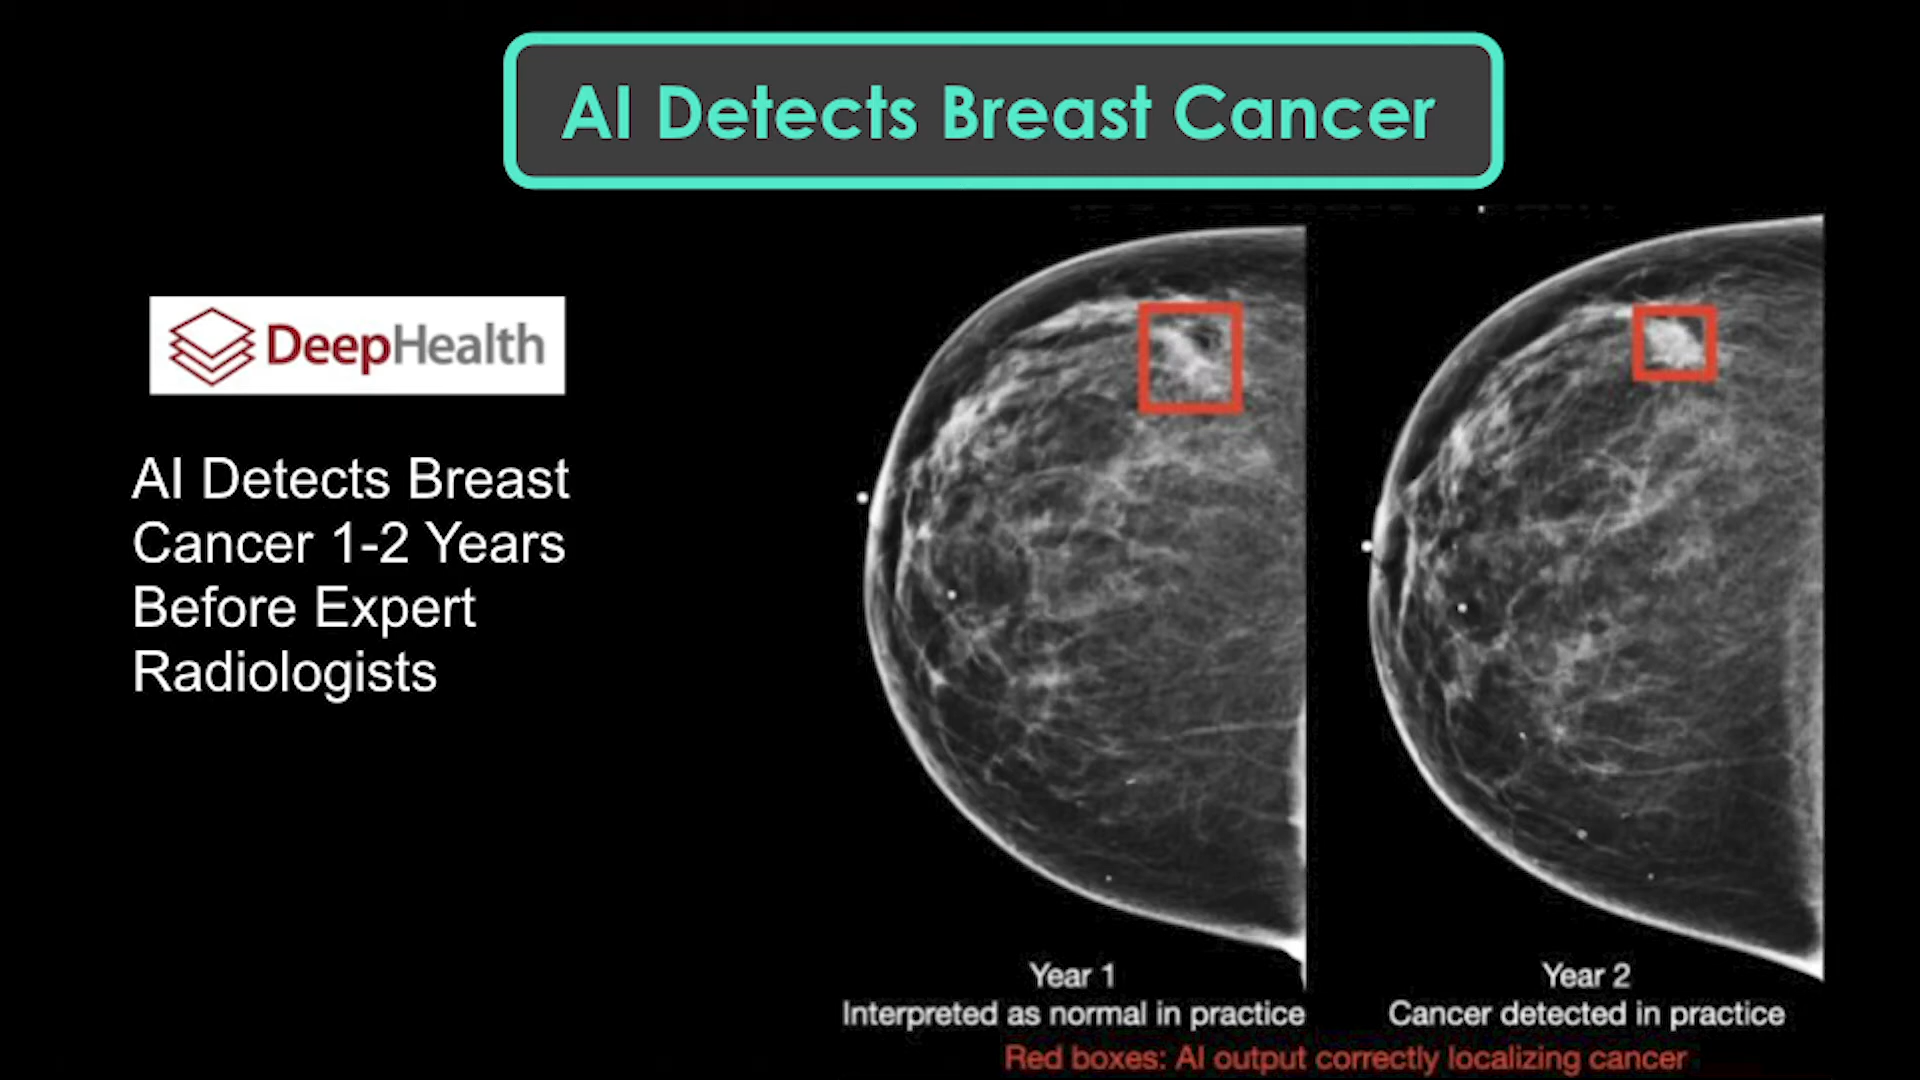 AI Detects Breast Cancer
DeepHealth
AI Detects Breast
Cancer 1-2 Years
Before Expert
Radiologists
Year 1
Interpreted as normal in practice
Year 2
Cancer detected in practice
Red boxes: AI output correctly localizing cancer